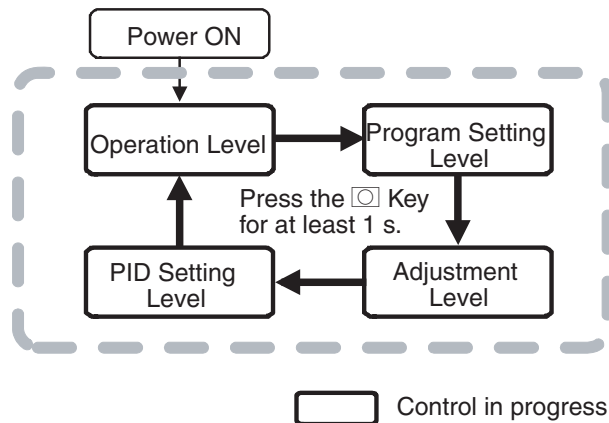 Power ON
Operation Level
Program Setting
Level
Press the Key
for at least 1 s.
PID Setting
Level
Adjustment
Level
Control in progress